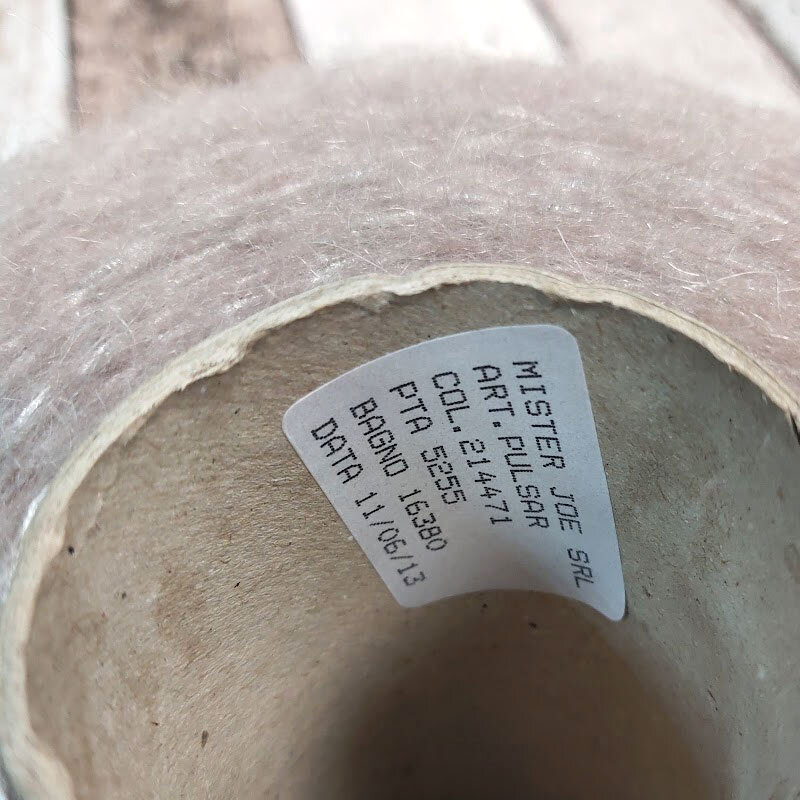 MISTER JOE SRL
ART. PULSAR
COL. 214471
PTA 5255
BAGNO 16380
DATA 11/06/13